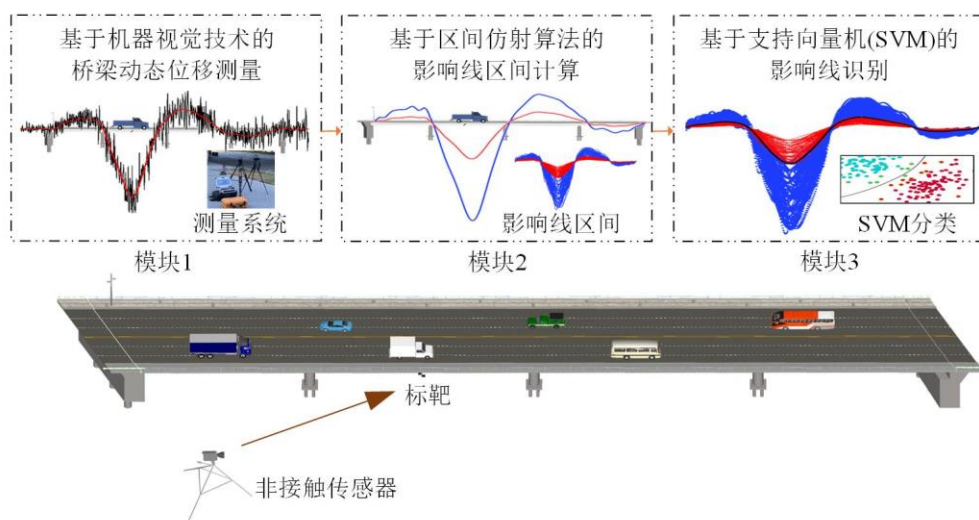 基于机器视觉技术的
桥梁动态位移测量
测量系统
模块1
基于区间仿射算法的
影响线区间计算
影响线区间
模块2
基于支持向量机(SVM)的
影响线识别
SVM分类
模块3
标靶
非接触传感器